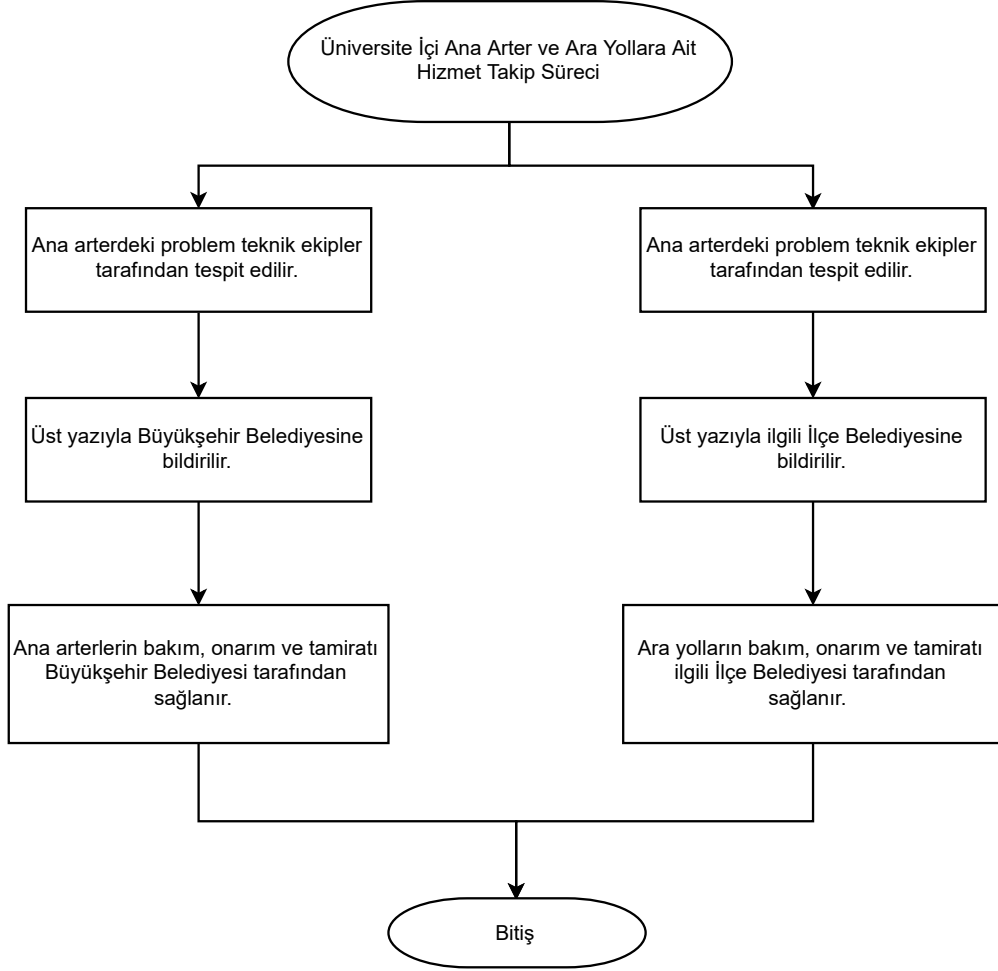 Üniversite İçi Ana Arter ve Ara Yollara Ait
Hizmet Takip Süreci
Ana arterdeki problem teknik ekipler
tarafından tespit edilir.
Üst yazıyla Büyükşehir Belediyesine
bildirilir.
Ana arterlerin bakım, onarım ve tamiratı
Büyükşehir Belediyesi tarafından
sağlanır.
Ana arterdeki problem teknik ekipler
tarafından tespit edilir.
Üst yazıyla ilgili İlçe Belediyesine
bildirilir.
Ara yolların bakım, onarım ve tamiratı
ilgili İlçe Belediyesi tarafından
sağlanır.
Bitiş